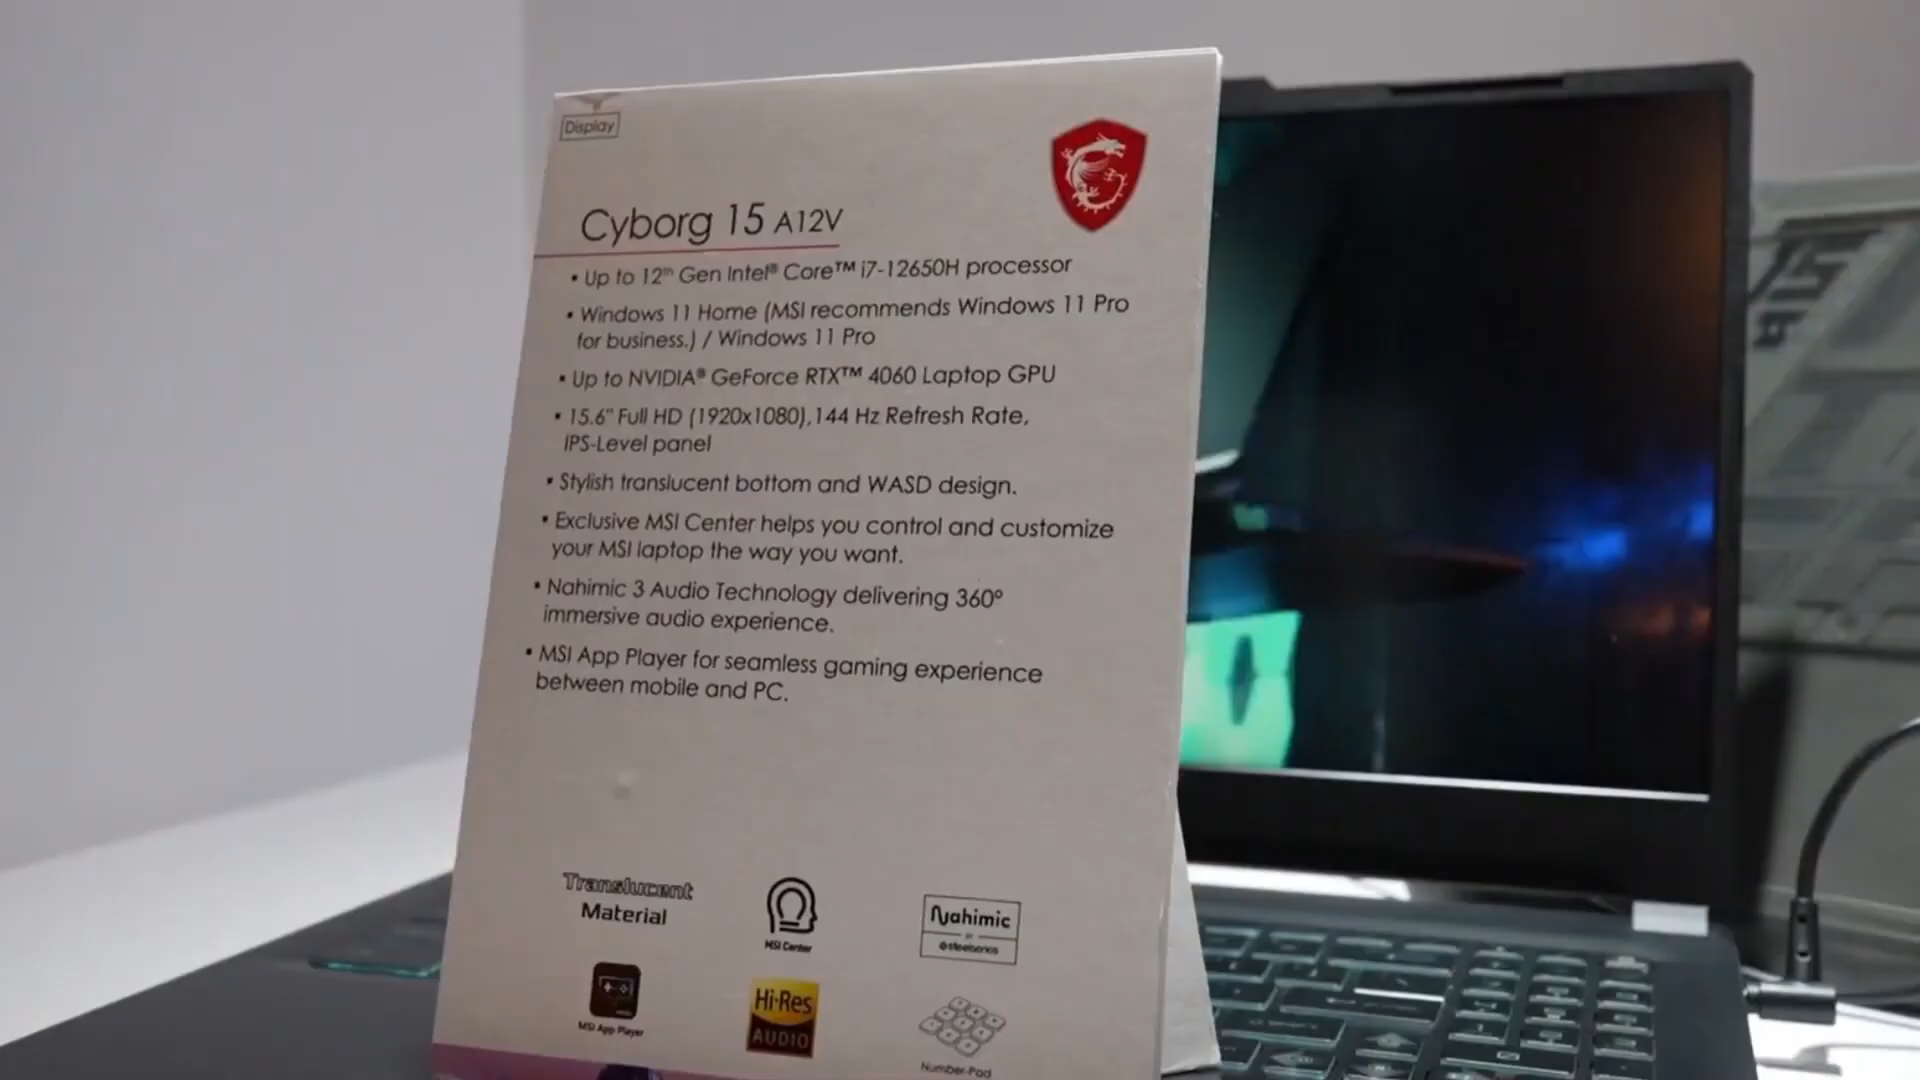 Display
Cyborg 15 A12V
▪ Up to 12th Gen Intel® Core™ i7-12650H processor
▪ Windows 11 Home (MSI recommends Windows 11 Pro
for business.) / Windows 11 Pro
▪ Up to NVIDIA® GeForce RTX™ 4060 Laptop GPU
▪ 15.6" Full HD (1920x1080), 144 Hz Refresh Rate,
IPS-Level panel
▪ Stylish translucent bottom and WASD design.
▪ Exclusive MSI Center helps you control and customize
your MSI laptop the way you want.
▪ Nahimic 3 Audio Technology delivering 360°
immersive audio experience.
▪ MSI App Player for seamless gaming experience
between mobile and PC.
Translucent
Material
MSI Center
Nahimic
BY
steelseries
MSI App Player
Hi-Res
AUDIO
Number-Pad